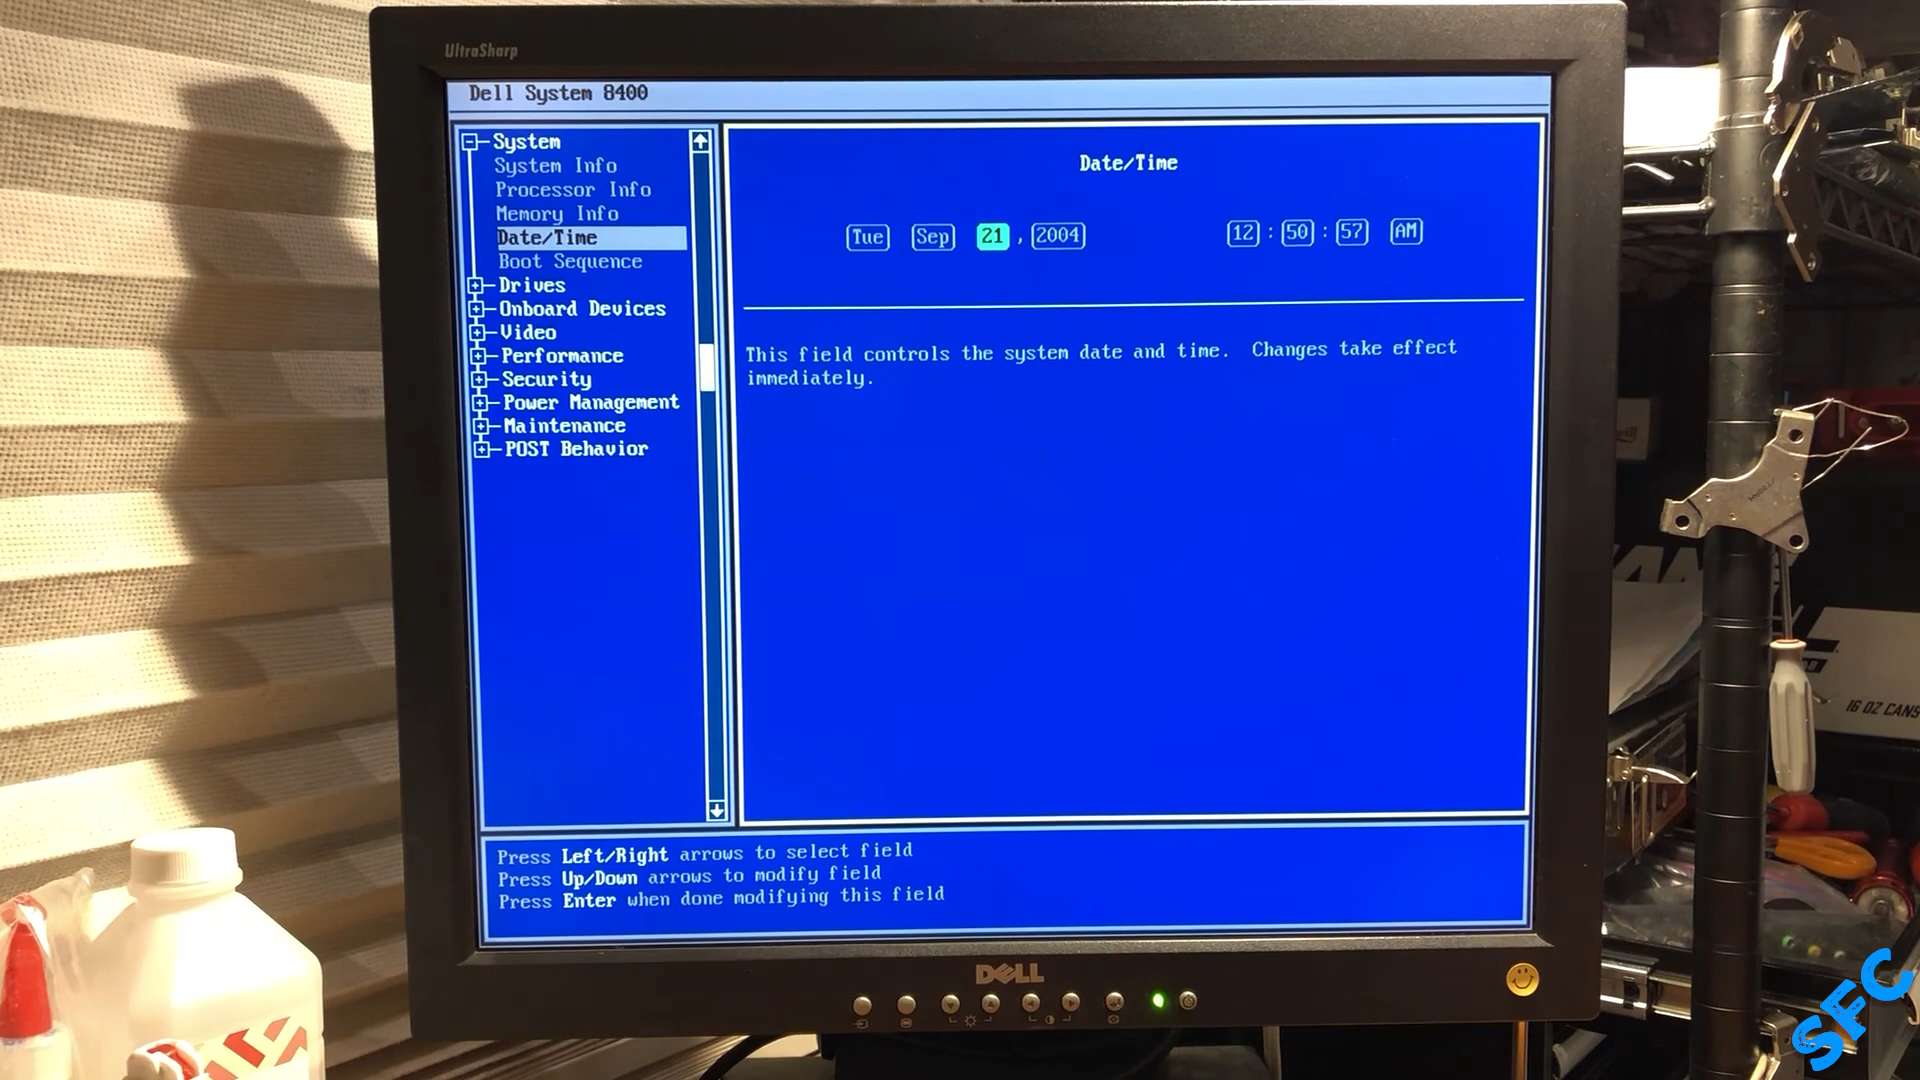 UltraSharp
Dell System 8400
System
System Info
Processor Info
Memory Info
Date/Time
Boot Sequence
Drives
Onboard Devices
Video
Performance
Security
Power Management
Maintenance
POST Behavior
Date/Time
Tue Sep 21, 2004 12:50:57 AM
This field controls the system date and time. Changes take effect
immediately.
Press Left/Right arrows to select field
Press Up/Down arrows to modify field
Press Enter when done modifying this field
DELL
16 OZ CANS
SFC